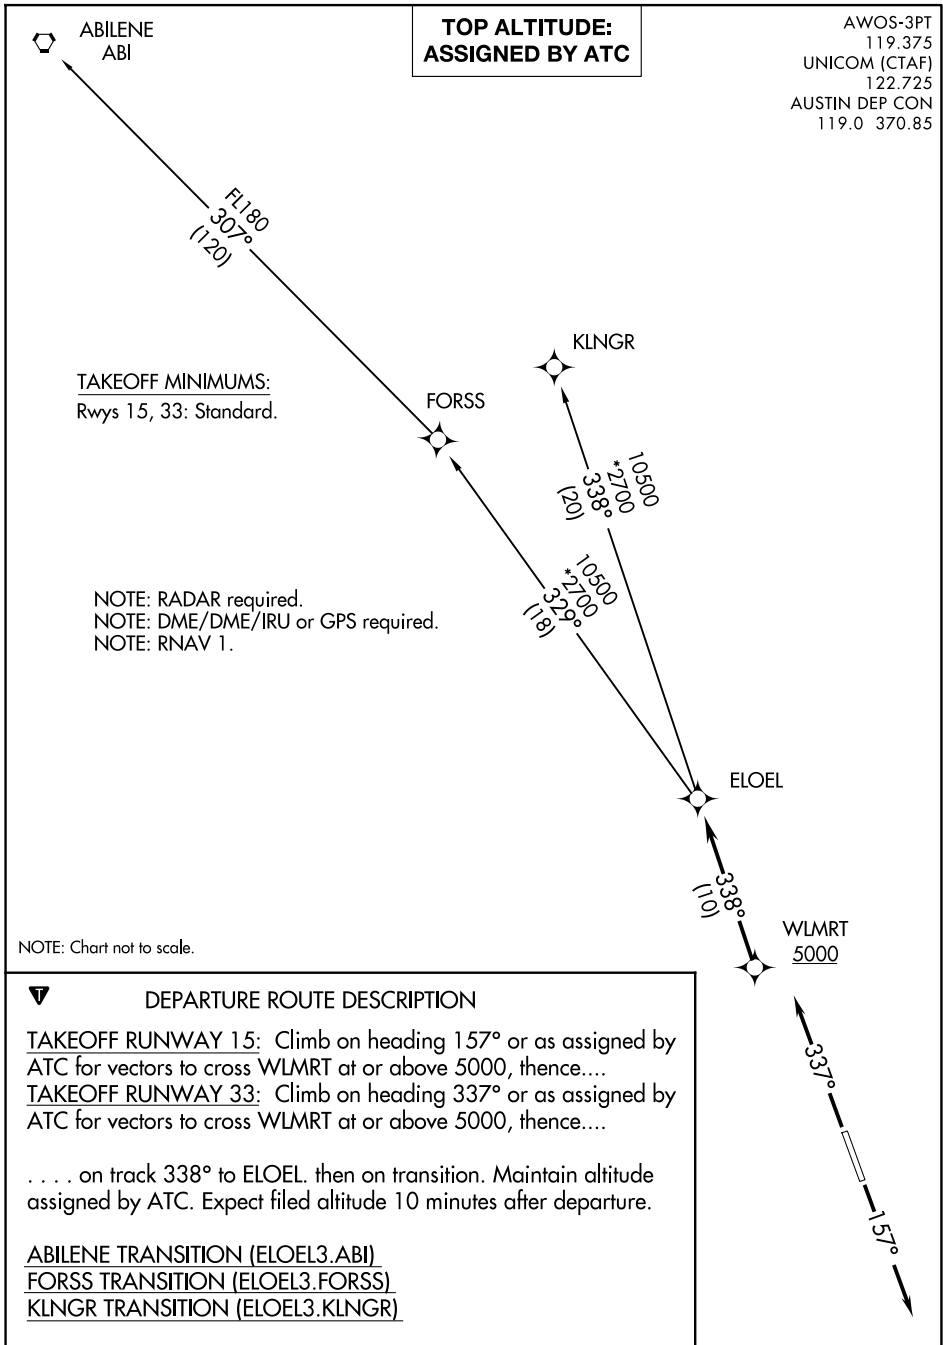 ABILENE
ABI
TOP ALTITUDE:
ASSIGNED BY ATC
AWOS-3PT
119.375
UNICOM (CTAF)
122.725
AUSTIN DEP CON
119.0 370.85
FL180
307°
(120)
KLNGR
TAKEOFF MINIMUMS:
Rwys 15, 33: Standard.
FORSS
10500
*2700
338°
(20)
10500
*2700
329°
(18)
NOTE: RADAR required.
NOTE: DME/DME/IRU or GPS required.
NOTE: RNAV 1.
ELOEL
338°
(10)
NOTE: Chart not to scale.
WLMRT
5000
T
DEPARTURE ROUTE DESCRIPTION
TAKEOFF RUNWAY 15: Climb on heading 157° or as assigned by
ATC for vectors to cross WLMRT at or above 5000, thence....
TAKEOFF RUNWAY 33: Climb on heading 337° or as assigned by
ATC for vectors to cross WLMRT at or above 5000, thence....
. . . . on track 338° to ELOEL. then on transition. Maintain altitude
assigned by ATC. Expect filed altitude 10 minutes after departure.
ABILENE TRANSITION (ELOEL3.ABI)
FORSS TRANSITION (ELOEL3.FORSS)
KLNGR TRANSITION (ELOEL3.KLNGR)
337°
157°